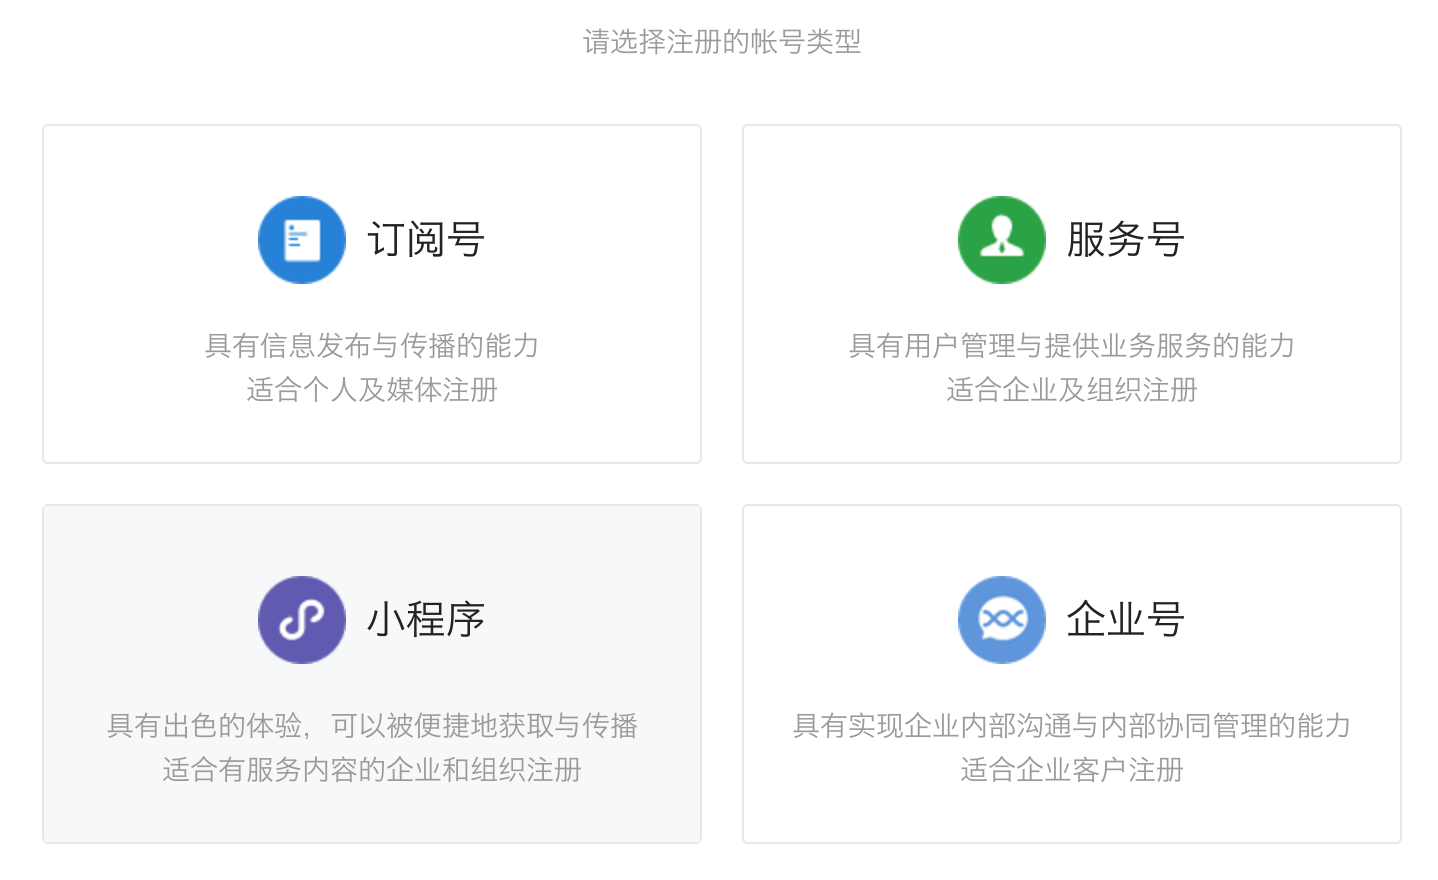 请选择注册的帐号类型
订阅号
具有信息发布与传播的能力
适合个人及媒体注册
服务号
具有用户管理与提供业务服务的能力
适合企业及组织注册
小程序
具有出色的体验，可以被便捷地获取与传播
适合有服务内容的企业和组织注册
企业号
具有实现企业内部沟通与内部协同管理的能力
适合企业客户注册